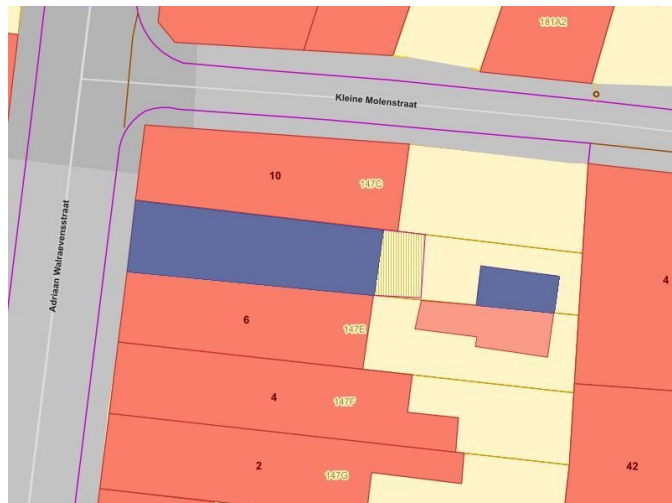 181A2
Kleine Molenstraat
10
147C
4
Adriaan Walraevensstraat
6
147E
4
147F
2
147G
42